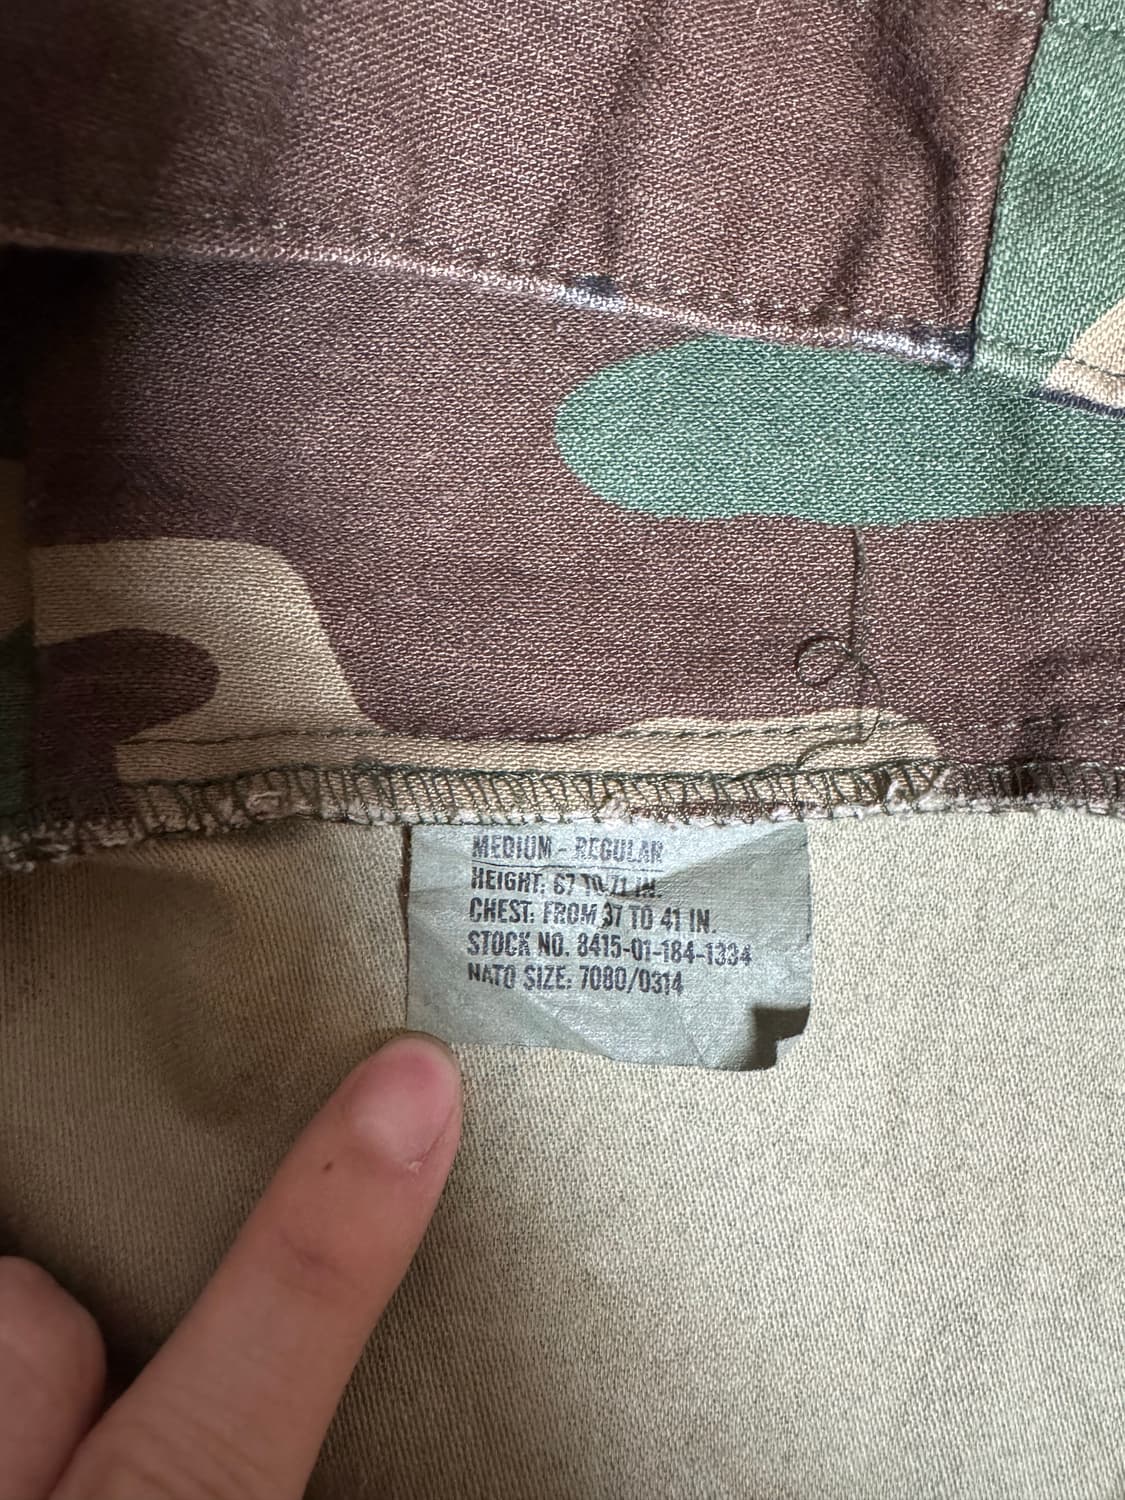 MEDIUM - REGULAR
HEIGHT: 67 TO 71 IN.
CHEST: FROM 37 TO 41 IN.
STOCK NO. 8415-01-184-1334
NATO SIZE: 7080/0314